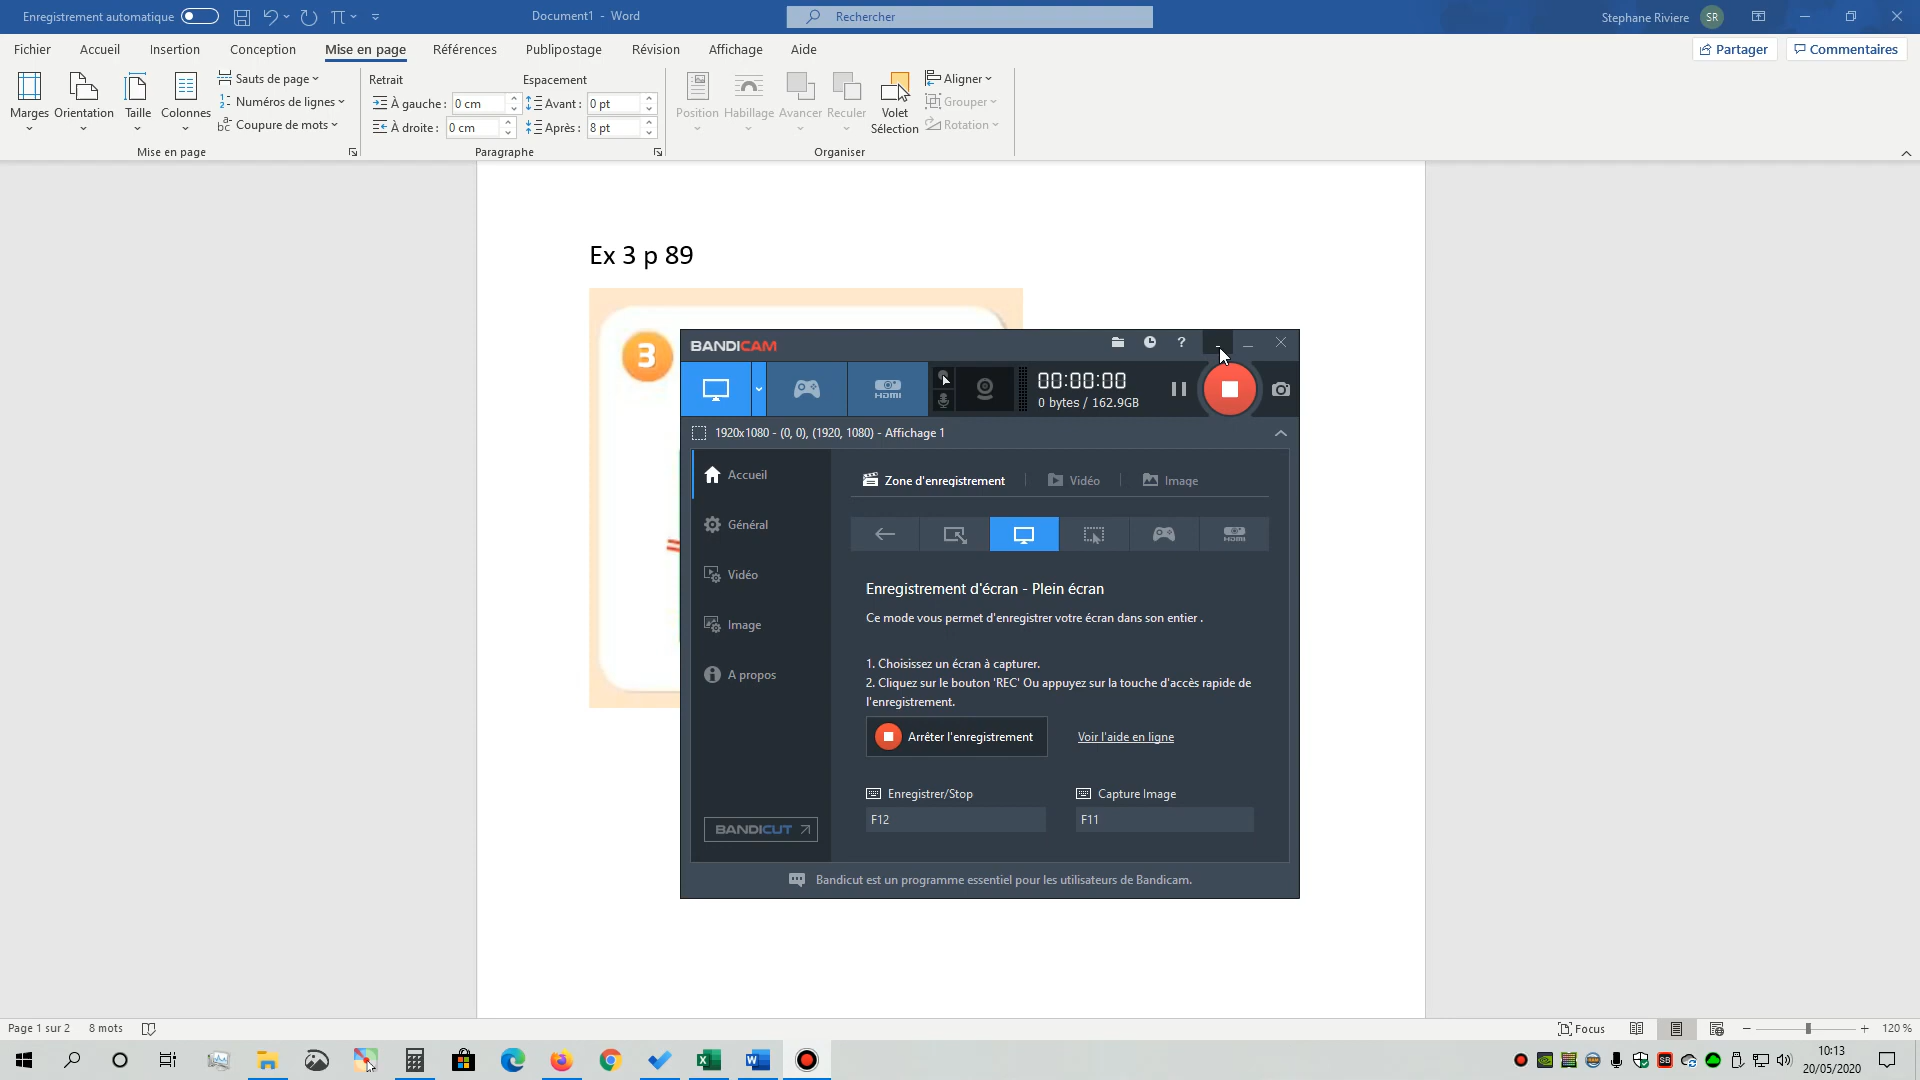 Enregistrement automatique
Document1 - Word
Rechercher
Stephane Riviere SR
Fichier Accueil Insertion Conception Mise en page Références Publipostage Révision Affichage Aide
Partager Commentaires
Marges Orientation Taille Colonnes
Sauts de page
Numéros de lignes
Coupure de mots
Mise en page
Retrait Espacement
À gauche : 0 cm Avant : 0 pt
À droite : 0 cm Après : 8 pt
Paragraphe
Position Habillage Avancer Reculer Volet Sélection
Aligner
Grouper
Rotation
Organiser
Ex 3 p 89
3
BANDICAM
?
HDMI
00:00:00
0 bytes / 162.9GB
1920x1080 - (0, 0), (1920, 1080) - Affichage 1
Accueil
Général
Vidéo
Image
A propos
BANDICUT
Zone d'enregistrement Vidéo Image
HDMI
Enregistrement d'écran - Plein écran
Ce mode vous permet d'enregistrer votre écran dans son entier .
1. Choisissez un écran à capturer.
2. Cliquez sur le bouton 'REC' Ou appuyez sur la touche d'accès rapide de
l'enregistrement.
Arrêter l'enregistrement Voir l'aide en ligne
Enregistrer/Stop Capture Image
F12 F11
Bandicut est un programme essentiel pour les utilisateurs de Bandicam.
Page 1 sur 2 8 mots
Focus
120 %
10:13
20/05/2020